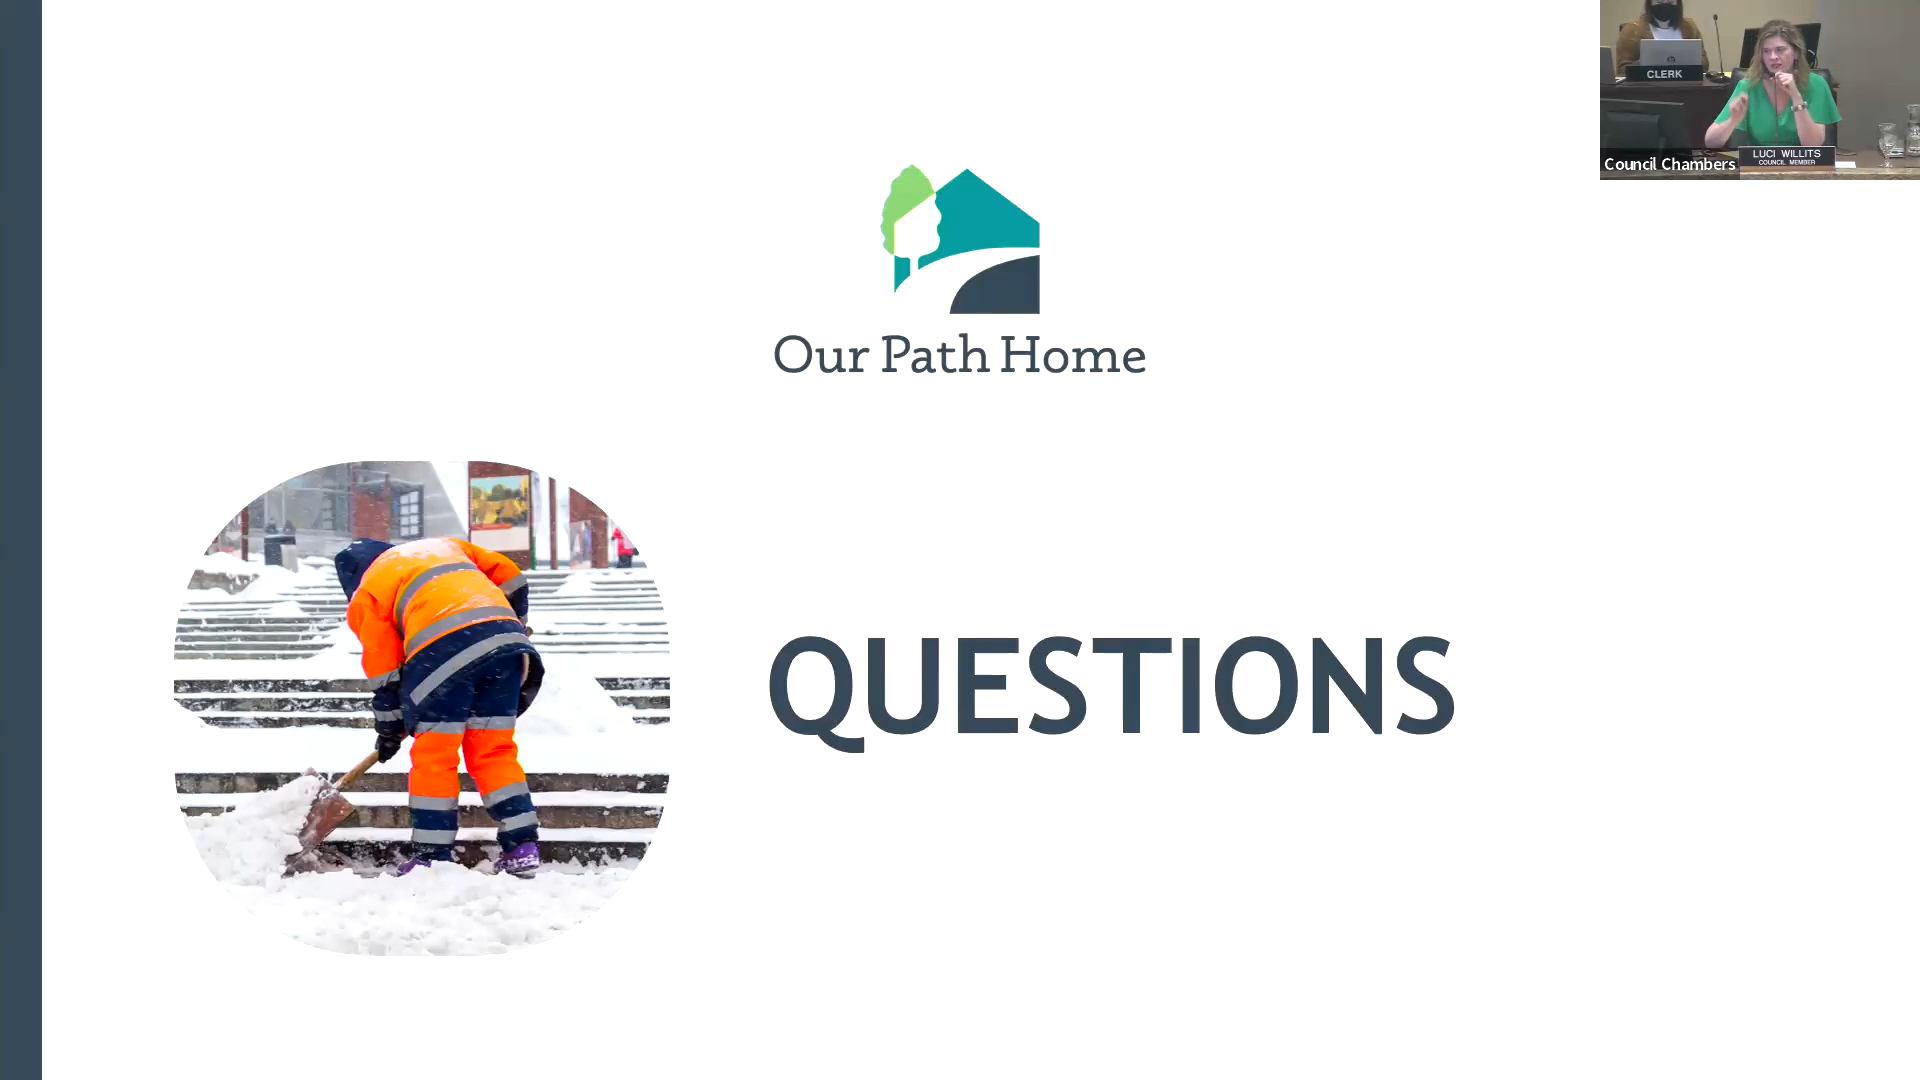 CLERK
LUCI WILLITS
COUNCIL MEMBER
Council Chambers
Our Path Home
QUESTIONS